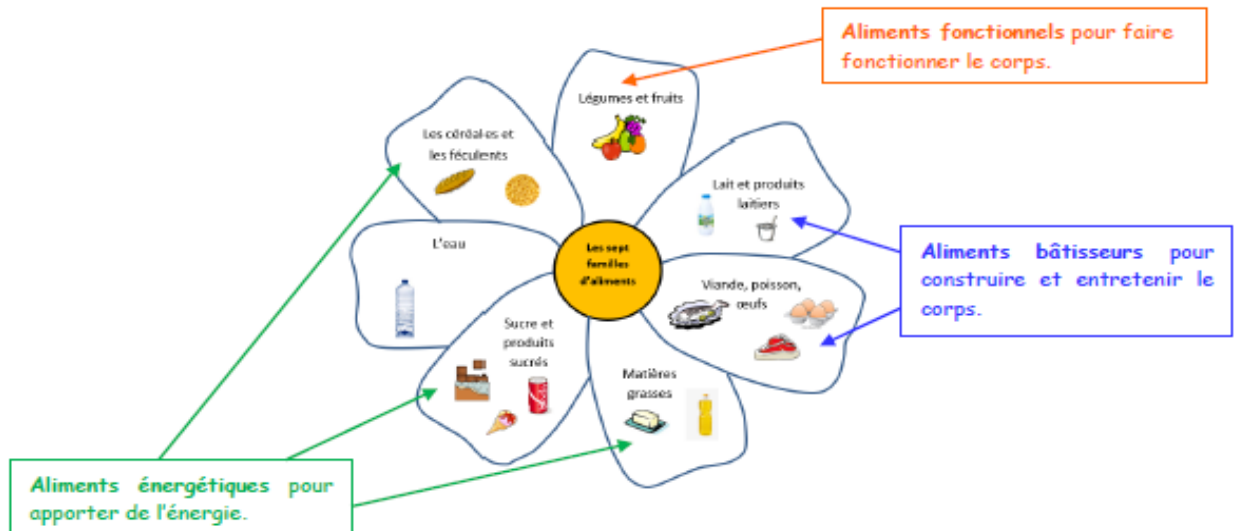 Aliments fonctionnels pour faire
fonctionner le corps.
Légumes et fruits
Les céréales et
les féculents
Lait et produits
laitiers
L'eau
Les sept
familles
d'aliments
Aliments bâtisseurs pour
construire et entretenir le
corps.
Viande, poisson,
œufs
Sucre et
produits
sucrés
Matières
grasses
Aliments énergétiques pour
apporter de l'énergie.